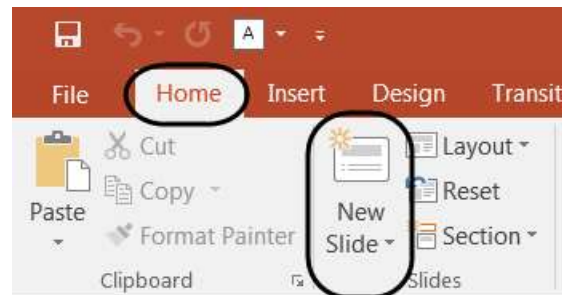 A
File Home Insert Design Transit
Cut
Copy
Format Painter
Paste
Clipboard
New
Slide
Layout
Reset
Section
Slides